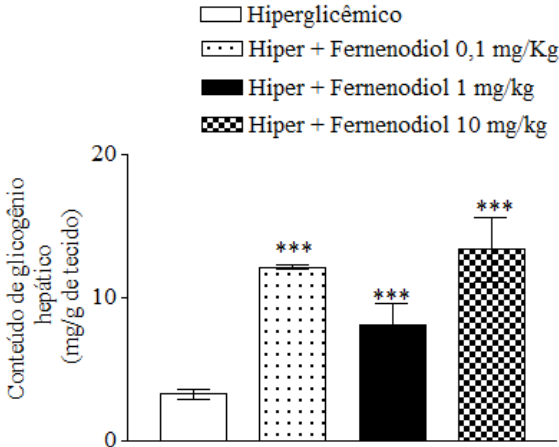 Hiperglicêmico
Hiper + Fernenodiol 0,1 mg/Kg
Hiper + Fernenodiol 1 mg/kg
Hiper + Fernenodiol 10 mg/kg
Conteúdo de glicogênio
hepático
(mg/g de tecido)
20
10
0
***
***
***